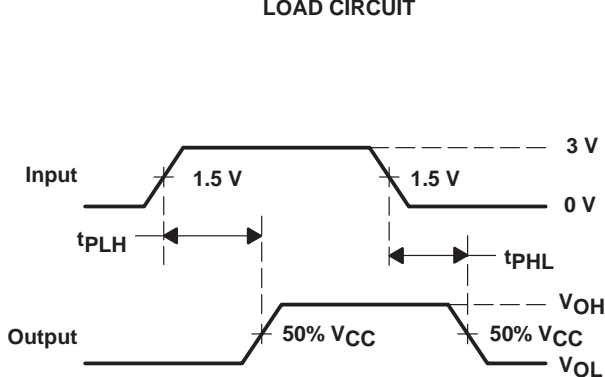 LOAD CIRCUIT
3 V
Input
1.5 V
1.5 V
0 V
tPLH
tPHL
VOH
Output
50% VCC
50% VCC
VOL